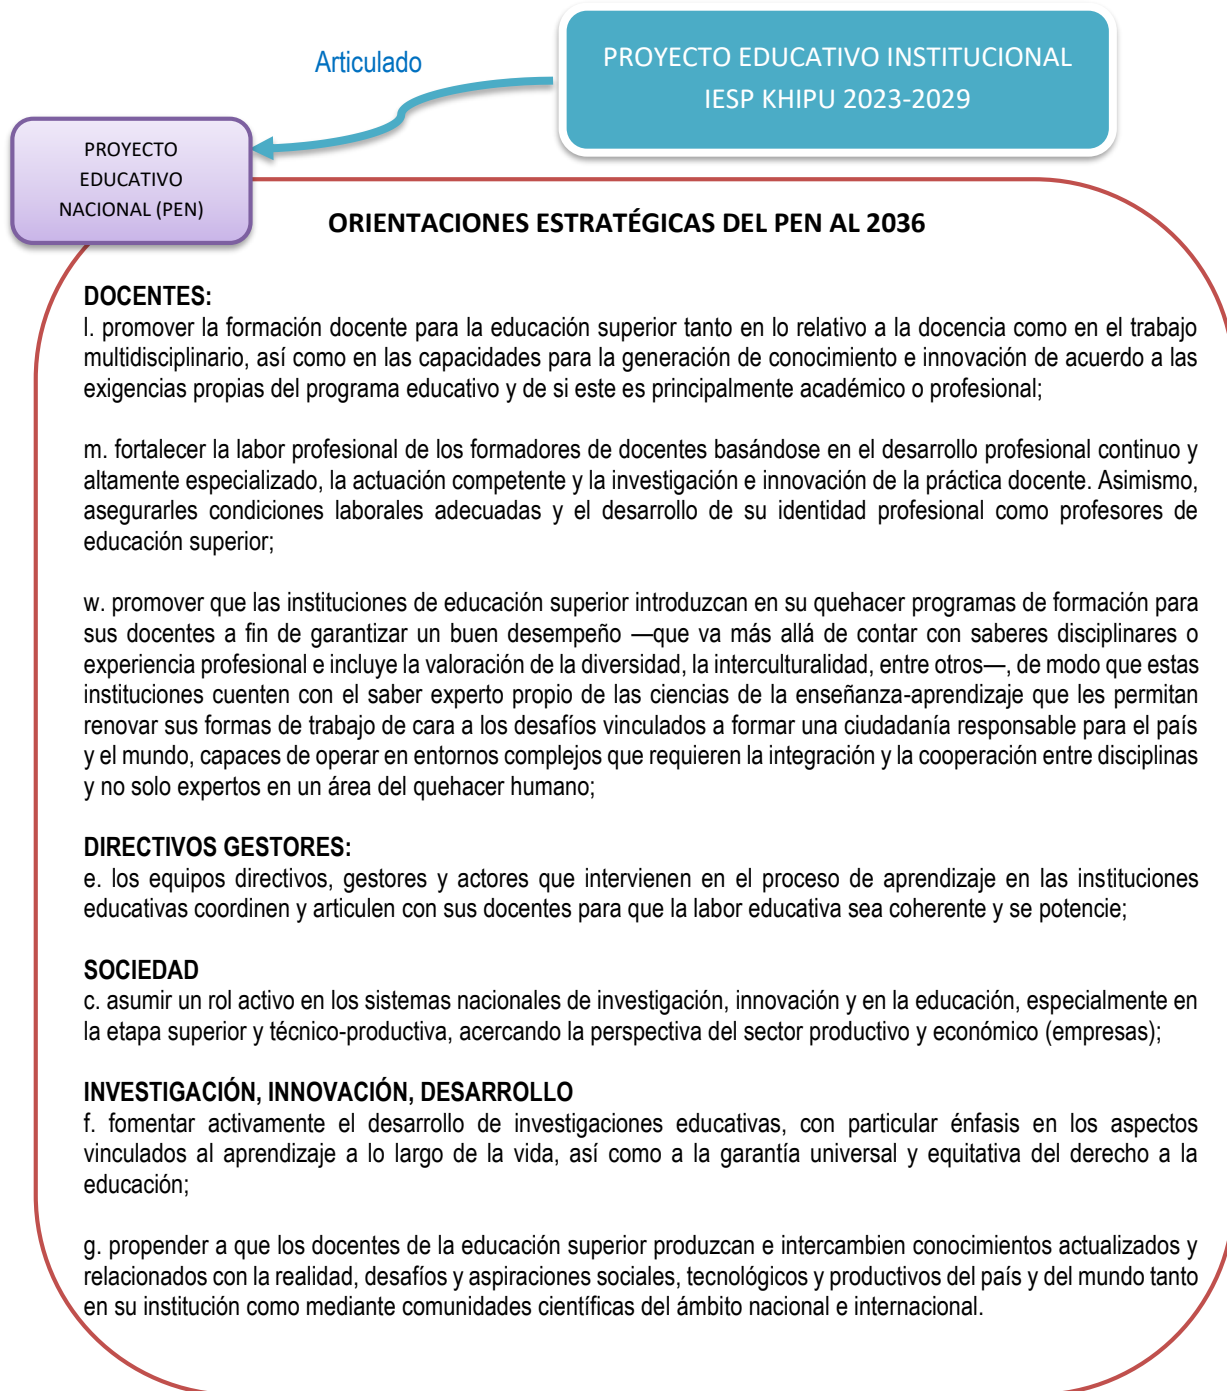 Articulado
PROYECTO EDUCATIVO INSTITUCIONAL
IESP KHIPU 2023-2029
PROYECTO
EDUCATIVO
NACIONAL (PEN)
ORIENTACIONES ESTRATÉGICAS DEL PEN AL 2036
DOCENTES:
l. promover la formación docente para la educación superior tanto en lo relativo a la docencia como en el trabajo
multidisciplinario, así como en las capacidades para la generación de conocimiento e innovación de acuerdo a las
exigencias propias del programa educativo y de si este es principalmente académico o profesional;
m. fortalecer la labor profesional de los formadores de docentes basándose en el desarrollo profesional continuo y
altamente especializado, la actuación competente y la investigación e innovación de la práctica docente. Asimismo,
asegurarles condiciones laborales adecuadas y el desarrollo de su identidad profesional como profesores de
educación superior;
w. promover que las instituciones de educación superior introduzcan en su quehacer programas de formación para
sus docentes a fin de garantizar un buen desempeño —que va más allá de contar con saberes disciplinares o
experiencia profesional e incluye la valoración de la diversidad, la interculturalidad, entre otros—, de modo que estas
instituciones cuenten con el saber experto propio de las ciencias de la enseñanza-aprendizaje que les permitan
renovar sus formas de trabajo de cara a los desafíos vinculados a formar una ciudadanía responsable para el país
y el mundo, capaces de operar en entornos complejos que requieren la integración y la cooperación entre disciplinas
y no solo expertos en un área del quehacer humano;
DIRECTIVOS GESTORES:
e. los equipos directivos, gestores y actores que intervienen en el proceso de aprendizaje en las instituciones
educativas coordinen y articulen con sus docentes para que la labor educativa sea coherente y se potencie;
SOCIEDAD
c. asumir un rol activo en los sistemas nacionales de investigación, innovación y en la educación, especialmente en
la etapa superior y técnico-productiva, acercando la perspectiva del sector productivo y económico (empresas);
INVESTIGACIÓN, INNOVACIÓN, DESARROLLO
f. fomentar activamente el desarrollo de investigaciones educativas, con particular énfasis en los aspectos
vinculados al aprendizaje a lo largo de la vida, así como a la garantía universal y equitativa del derecho a la
educación;
g. propender a que los docentes de la educación superior produzcan e intercambien conocimientos actualizados y
relacionados con la realidad, desafíos y aspiraciones sociales, tecnológicos y productivos del país y del mundo tanto
en su institución como mediante comunidades científicas del ámbito nacional e internacional.